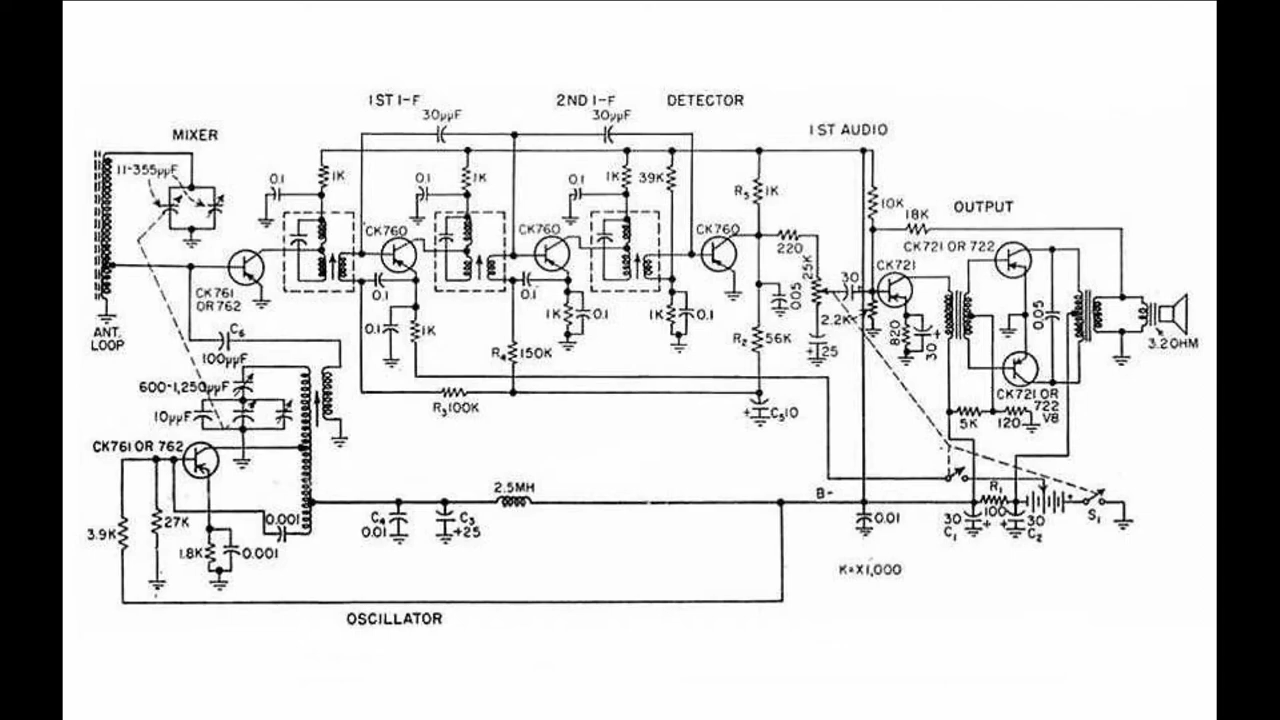 1ST I-F
2ND I-F
DETECTOR
30µµF
30µµF
1ST AUDIO
MIXER
11-355µµF
0.1
1K
0.1
1K
0.1
1K
39K
R5 1K
10K
18K
OUTPUT
CK760
CK760
CK760
CK721 OR 722
220
25K
30
CK721
CK761
OR 762
0.1
0.1
0.05
0.05
2.2K
0.1
1K
1K
0.1
1K
0.1
820
30 +
ANT.
LOOP
C6
100µµF
R4
150K
R2
56K
+ 25
3.2 OHM
600-1,250µµF
10µµF
R3 100K
+ C5 10
CK721 OR
722
V8
5K
120
CK761 OR 762
2.5MH
B-
R1
100
+
S1
3.9K
27K
0.001
C4
0.01
C3
+25
0.01
30
C1
+
+
30
C2
1.8K
0.001
K=X1,000
OSCILLATOR